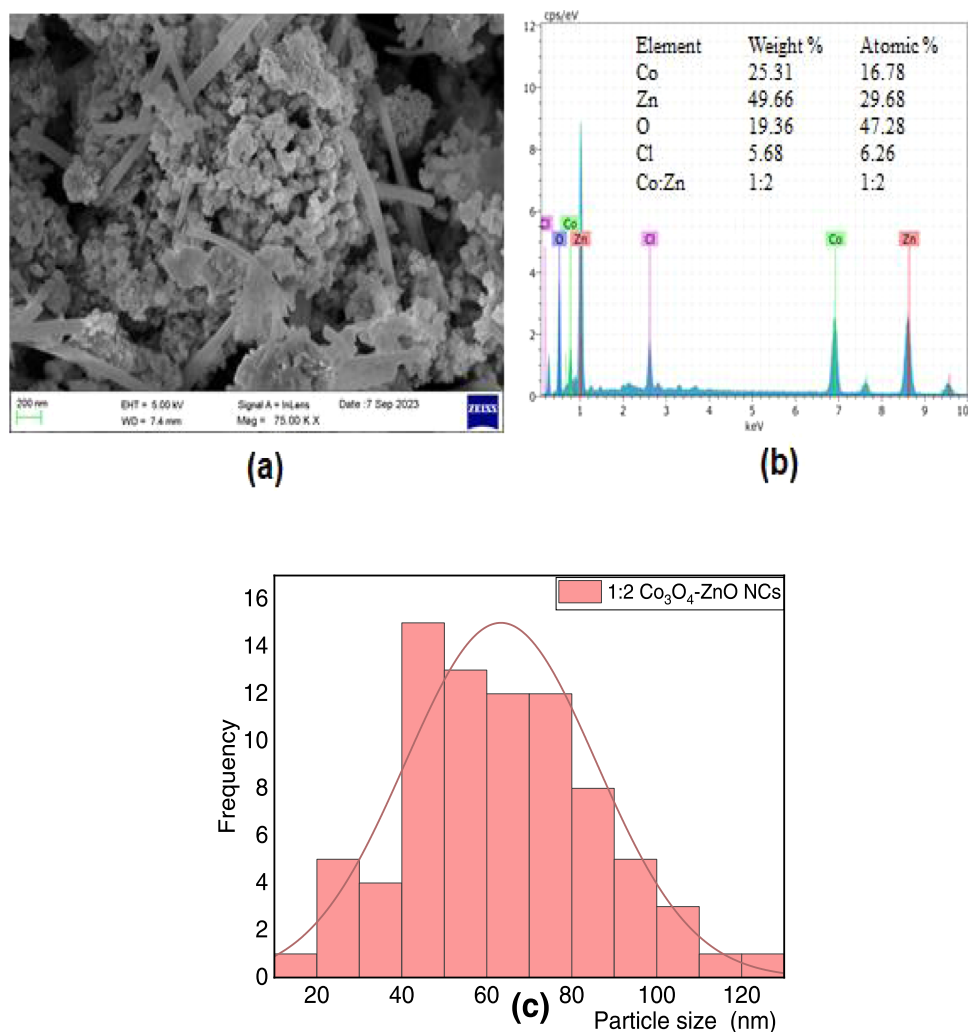 200 nm
EHT = 5.00 kV
Signal A = InLens
Date :7 Sep 2023
WD = 7.4 mm
Mag = 75.00 K X
ZEISS
(a)
cps/eV
12
10
8
6
4
2
0
Element Weight % Atomic %
Co 25.31 16.78
Zn 49.66 29.68
O 19.36 47.28
Cl 5.68 6.26
Co:Zn 1:2 1:2
Cl
O
Co
Zn
Cl
Co
Zn
1 2 3 4 5 6 7 8 9 10
keV
(b)
1:2 Co₃O₄-ZnO NCs
16
14
12
10
8
6
4
2
0
Frequency
20 40 60 80 100 120
Particle size (nm)
(c)